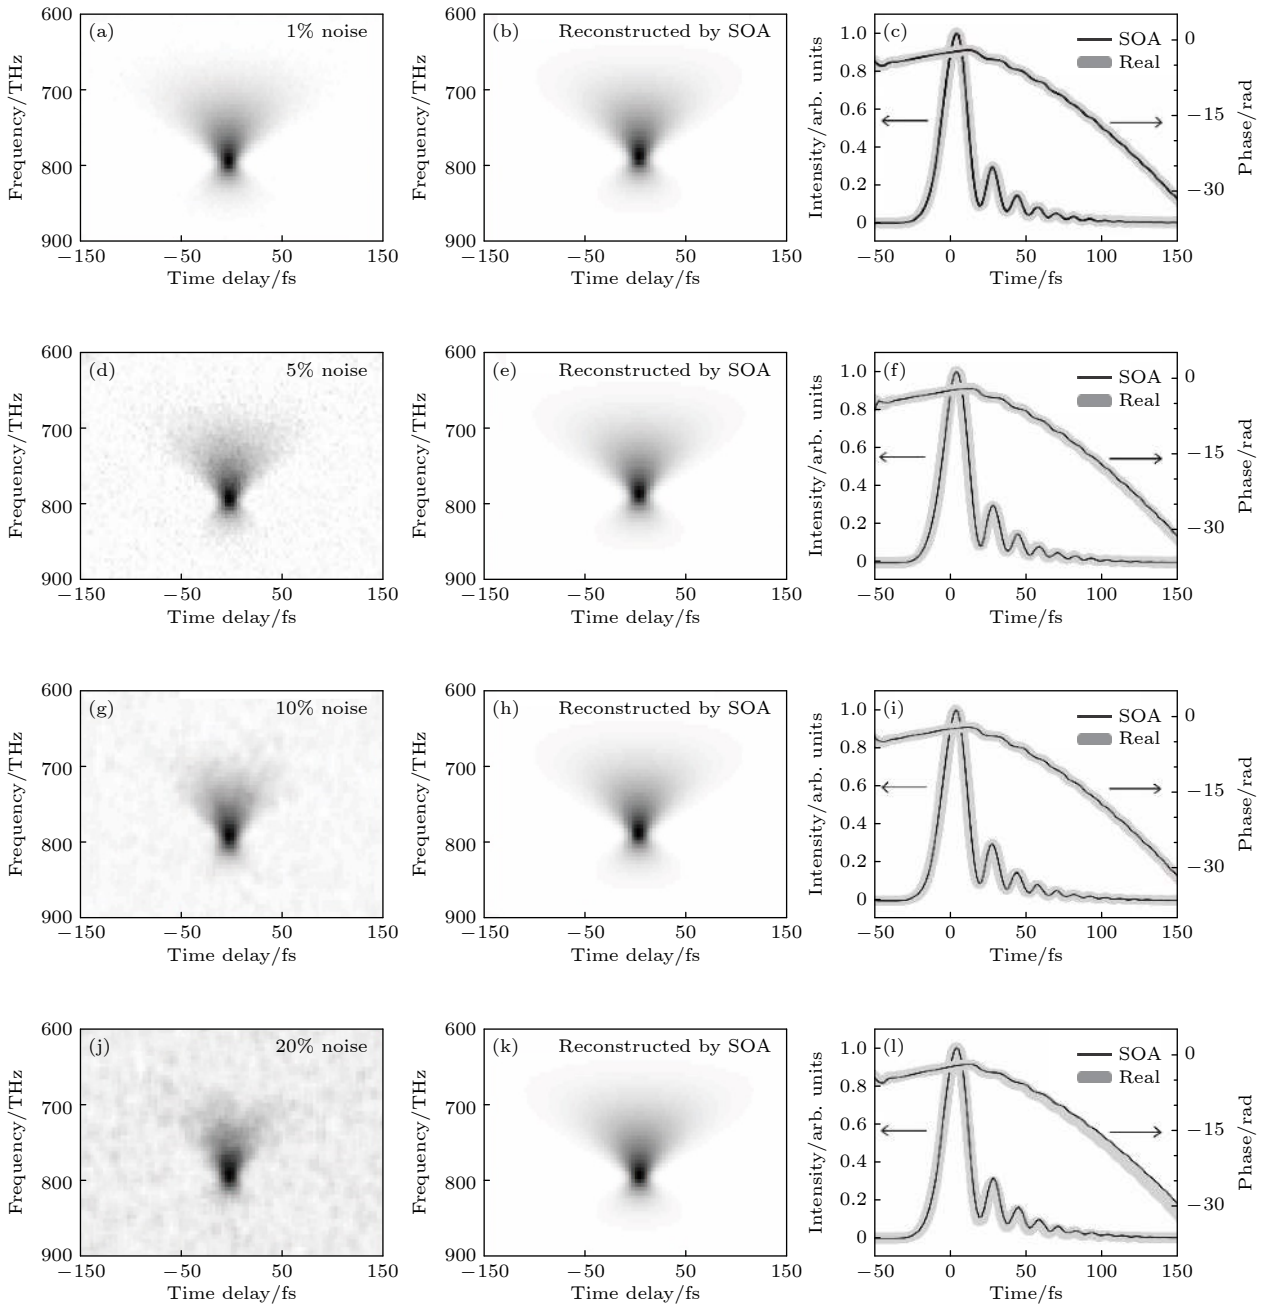 (a) 1% noise
600
700
800
900
−150 −50 50 150
Time delay/fs
Frequency/THz
(b) Reconstructed by SOA
600
700
800
900
−150 −50 50 150
Time delay/fs
Frequency/THz
(c)
SOA
Real
1.0
0.8
0.6
0.4
0.2
0
Intensity/arb. units
0
−15
−30
Phase/rad
−50 0 50 100 150
Time/fs
(d) 5% noise
600
700
800
900
−150 −50 50 150
Time delay/fs
Frequency/THz
(e) Reconstructed by SOA
600
700
800
900
−150 −50 50 150
Time delay/fs
Frequency/THz
(f)
SOA
Real
1.0
0.8
0.6
0.4
0.2
0
Intensity/arb. units
0
−15
−30
Phase/rad
−50 0 50 100 150
Time/fs
(g) 10% noise
600
700
800
900
−150 −50 50 150
Time delay/fs
Frequency/THz
(h) Reconstructed by SOA
600
700
800
900
−150 −50 50 150
Time delay/fs
Frequency/THz
(i)
SOA
Real
1.0
0.8
0.6
0.4
0.2
0
Intensity/arb. units
0
−15
−30
Phase/rad
−50 0 50 100 150
Time/fs
(j) 20% noise
600
700
800
900
−150 −50 50 150
Time delay/fs
Frequency/THz
(k) Reconstructed by SOA
600
700
800
900
−150 −50 50 150
Time delay/fs
Frequency/THz
(l)
SOA
Real
1.0
0.8
0.6
0.4
0.2
0
Intensity/arb. units
0
−15
−30
Phase/rad
−50 0 50 100 150
Time/fs